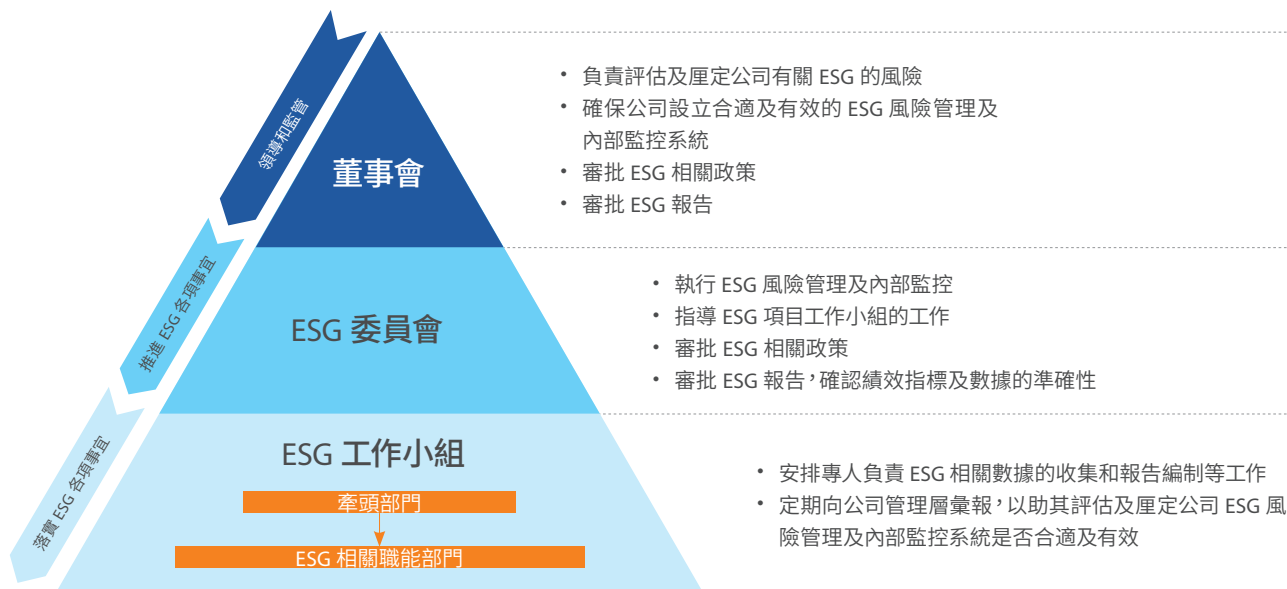 領導和監管
董事會
• 負責評估及厘定公司有關 ESG 的風險
• 確保公司設立合適及有效的 ESG 風險管理及
內部監控系統
• 審批 ESG 相關政策
• 審批 ESG 報告
推進 ESG 各項事宜
ESG 委員會
• 執行 ESG 風險管理及內部監控
• 指導 ESG 項目工作小組的工作
• 審批 ESG 相關政策
• 審批 ESG 報告，確認績效指標及數據的準確性
落實 ESG 各項事宜
ESG 工作小組
牽頭部門
ESG 相關職能部門
• 安排專人負責 ESG 相關數據的收集和報告編制等工作
• 定期向公司管理層彙報，以助其評估及厘定公司 ESG 風
險管理及內部監控系統是否合適及有效